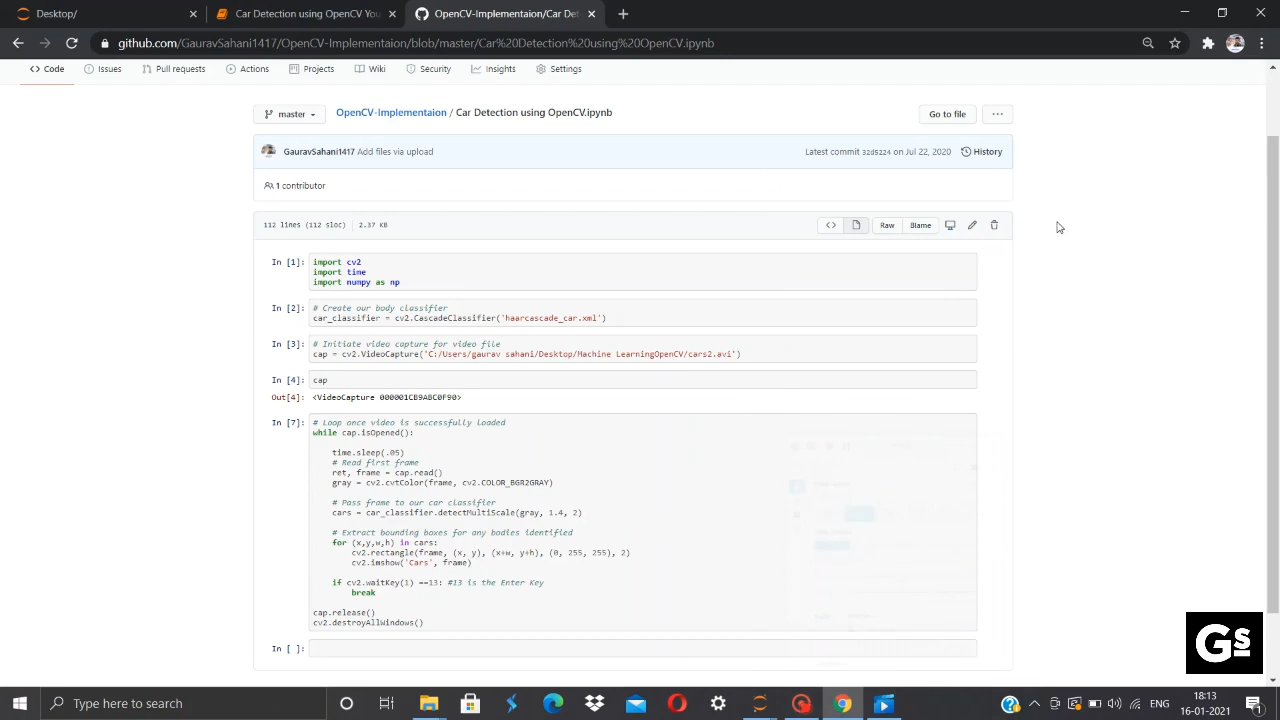 Desktop/
Car Detection using OpenCV You
OpenCV-Implementaion/Car Det
github.com/GauravSahani1417/OpenCV-Implementaion/blob/master/Car%20Detection%20using%20OpenCV.ipynb
<> Code
Issues
Pull requests
Actions
Projects
Wiki
Security
Insights
Settings
master
OpenCV-Implementaion / Car Detection using OpenCV.ipynb
Go to file
...
GauravSahani1417 Add files via upload
Latest commit 32d5224 on Jul 22, 2020
History
1 contributor
112 lines (112 sloc) | 2.37 KB
<>
Raw
Blame
In [1]: import cv2
import time
import numpy as np
In [2]: # Create our body classifier
car_classifier = cv2.CascadeClassifier('haarcascade_car.xml')
In [3]: # Initiate video capture for video file
cap = cv2.VideoCapture('C:/Users/gaurav sahani/Desktop/Machine LearningOpenCV/cars2.avi')
In [4]: cap
Out[4]: <VideoCapture 000001CB9ABC0F90>
In [7]: # Loop once video is successfully loaded
while cap.isOpened():
time.sleep(.05)
# Read first frame
ret, frame = cap.read()
gray = cv2.cvtColor(frame, cv2.COLOR_BGR2GRAY)
# Pass frame to our car classifier
cars = car_classifier.detectMultiScale(gray, 1.4, 2)
# Extract bounding boxes for any bodies identified
for (x,y,w,h) in cars:
cv2.rectangle(frame, (x, y), (x+w, y+h), (0, 255, 255), 2)
cv2.imshow('Cars', frame)
if cv2.waitKey(1) ==13: #13 is the Enter Key
break
cap.release()
cv2.destroyAllWindows()
In [ ]:
Gs
Type here to search
ENG
18:13
16-01-2021